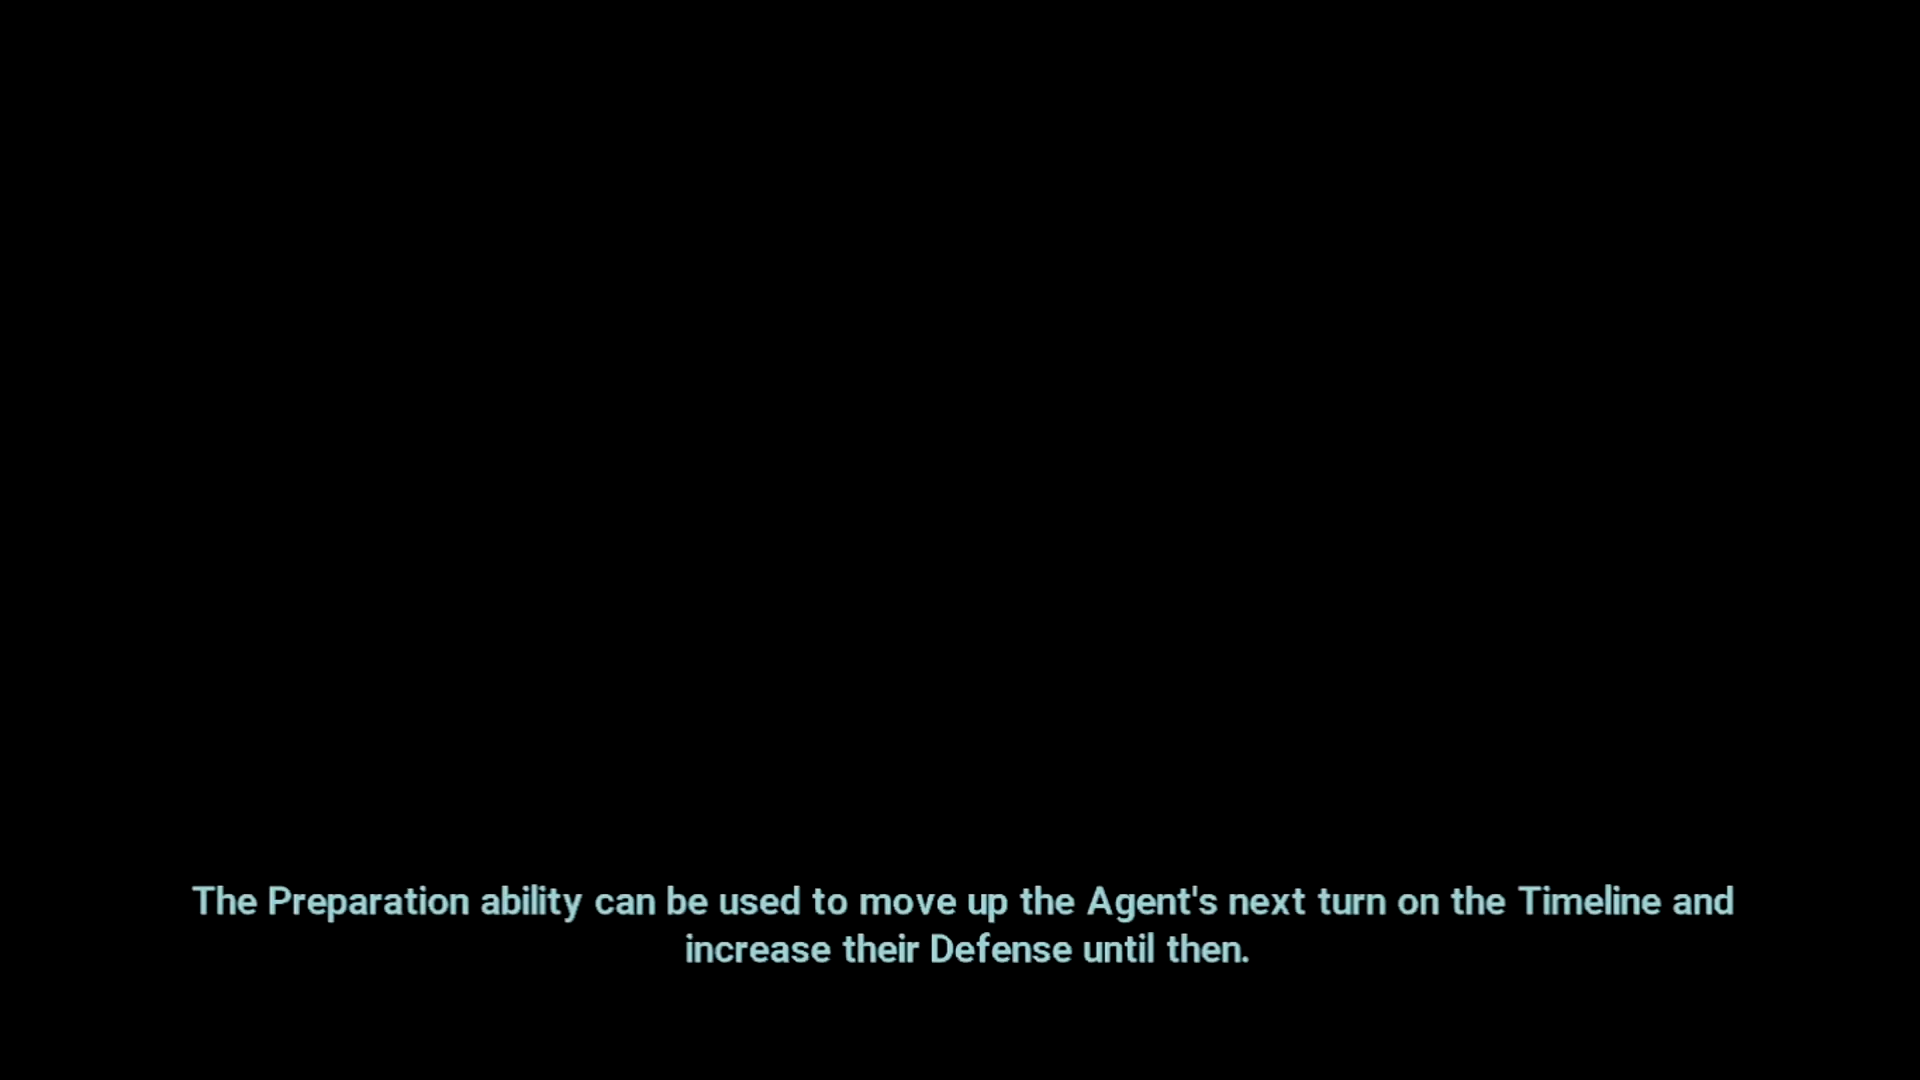 The Preparation ability can be used to move up the Agent's next turn on the Timeline and
increase their Defense until then.